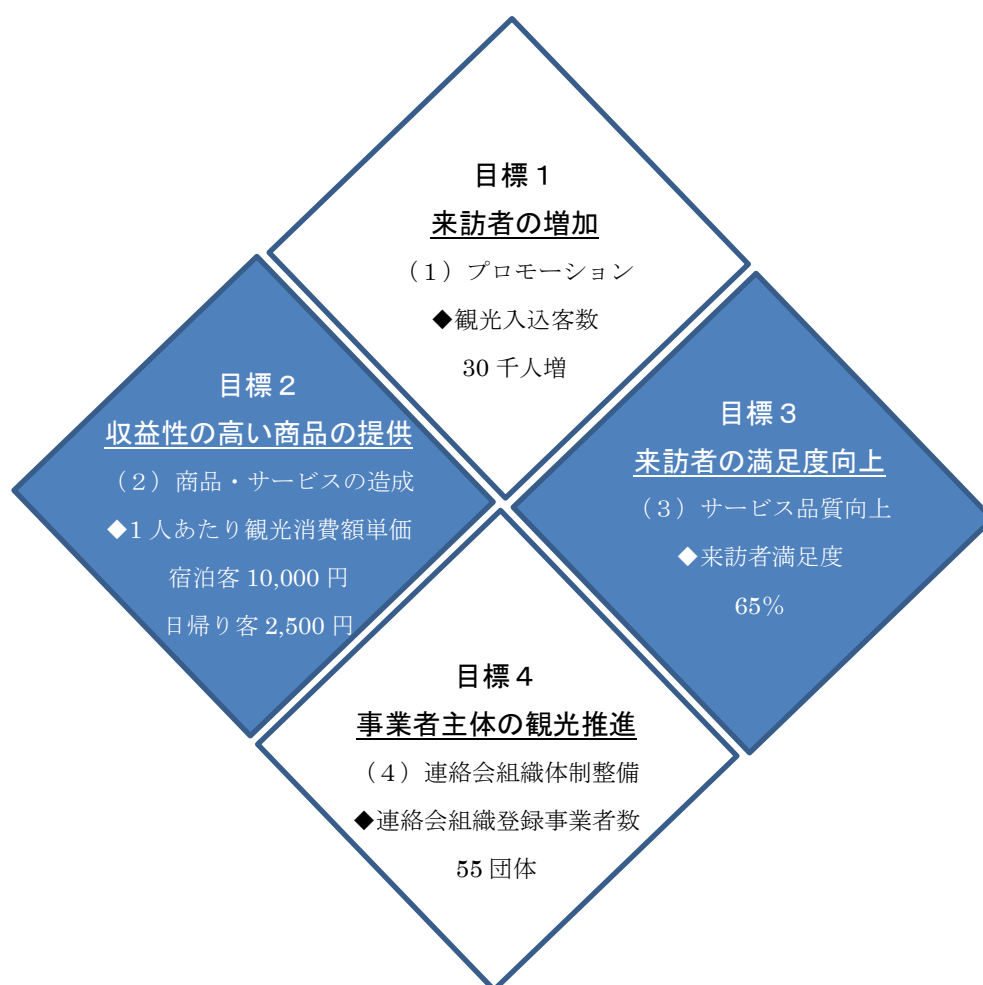 目標1
来訪者の増加
(1)プロモーション
◆観光入込客数
30 千人増
目標2
収益性の高い商品の提供
(2)商品・サービスの造成
◆1 人あたり観光消費額単価
宿泊客 10,000 円
日帰り客 2,500 円
目標3
来訪者の満足度向上
(3)サービス品質向上
◆来訪者満足度
65%
目標4
事業者主体の観光推進
(4)連絡会組織体制整備
◆連絡会組織登録事業者数
55 団体